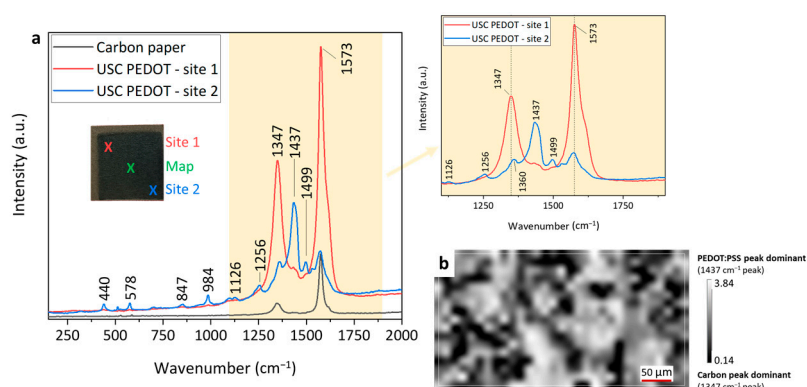 a
Carbon paper
USC PEDOT - site 1
USC PEDOT - site 2
Site 1
Map
Site 2
X
X
X
440
578
847
984
1126
1256
1347
1437
1499
1573
Intensity (a.u.)
250 500 750 1000 1250 1500 1750 2000
Wavenumber (cm⁻¹)
USC PEDOT - site 1
USC PEDOT - site 2
1573
1347
1437
1499
1126
1256
1360
Intensity (a.u.)
1250 1500 1750
Wavenumber (cm⁻¹)
b
50 µm
PEDOT:PSS peak dominant
(1437 cm⁻¹ peak)
3.84
0.14
Carbon peak dominant
(1347 cm⁻¹ peak)